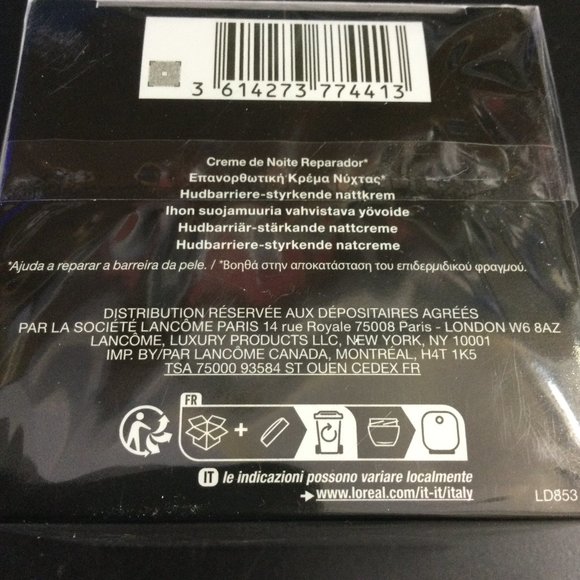 3 614273 774413
Creme de Noite Reparador*
Επανορθωτική Κρέμα Νύχτας*
Hudbarriere-styrkende nattkrem
Ihon suojamuuria vahvistava yövoide
Hudbarriär-stärkande nattcreme
Hudbarriere-styrkende natcreme
*Ajuda a reparar a barreira da pele. / *Βοηθά στην αποκατάσταση του επιδερμιδικού φραγμού.
DISTRIBUTION RÉSERVÉE AUX DÉPOSITAIRES AGRÉÉS
PAR LA SOCIÉTÉ LANCÔME PARIS 14 rue Royale 75008 Paris - LONDON W6 8AZ
LANCÔME, LUXURY PRODUCTS LLC, NEW YORK, NY 10001
IMP. BY/PAR LANCÔME CANADA, MONTRÉAL, H4T 1K5
TSA 75000 93584 ST OUEN CEDEX FR
FR
+
IT le indicazioni possono variare localmente
www.loreal.com/it-it/italy
LD853